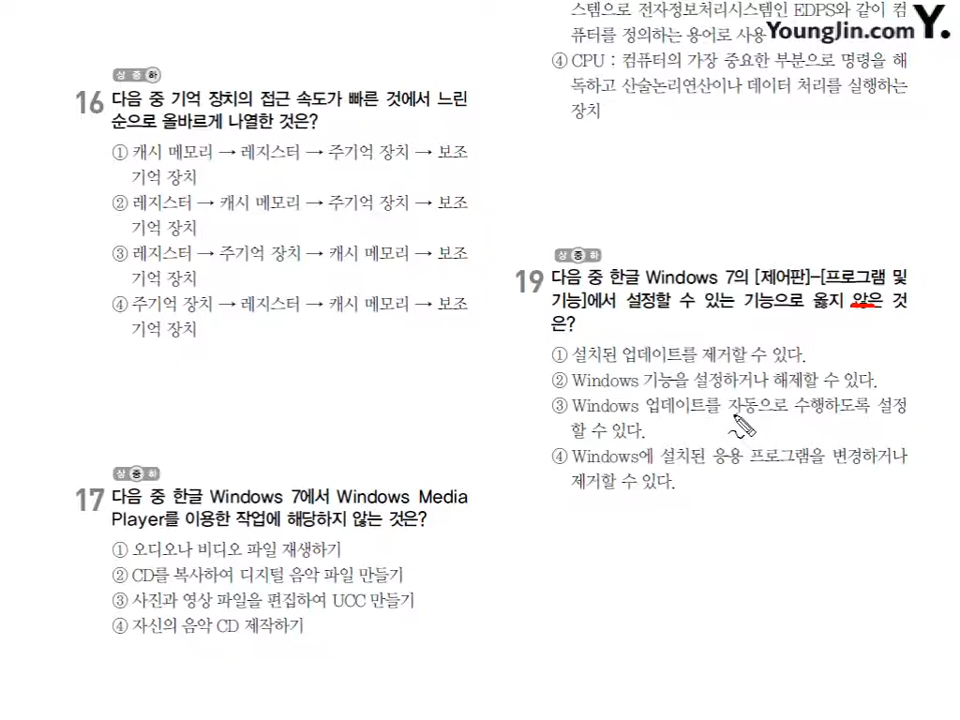 상 중 하
16 다음 중 기억 장치의 접근 속도가 빠른 것에서 느린
순으로 올바르게 나열한 것은?
① 캐시 메모리 → 레지스터 → 주기억 장치 → 보조
기억 장치
② 레지스터 → 캐시 메모리 → 주기억 장치 → 보조
기억 장치
③ 레지스터 → 주기억 장치 → 캐시 메모리 → 보조
기억 장치
④ 주기억 장치 → 레지스터 → 캐시 메모리 → 보조
기억 장치
상 중 하
17 다음 중 한글 Windows 7에서 Windows Media
Player를 이용한 작업에 해당하지 않는 것은?
① 오디오나 비디오 파일 재생하기
② CD를 복사하여 디지털 음악 파일 만들기
③ 사진과 영상 파일을 편집하여 UCC 만들기
④ 자신의 음악 CD 제작하기
스템으로 전자정보처리시스템인 EDPS와 같이 컴
퓨터를 정의하는 용어로 사용
YoungJin.com Y.
④ CPU : 컴퓨터의 가장 중요한 부분으로 명령을 해
독하고 산술논리연산이나 데이터 처리를 실행하는
장치
상 중 하
19 다음 중 한글 Windows 7의 [제어판]-[프로그램 및
기능]에서 설정할 수 있는 기능으로 옳지 않은 것
은?
① 설치된 업데이트를 제거할 수 있다.
② Windows 기능을 설정하거나 해제할 수 있다.
③ Windows 업데이트를 자동으로 수행하도록 설정
할 수 있다.
④ Windows에 설치된 응용 프로그램을 변경하거나
제거할 수 있다.